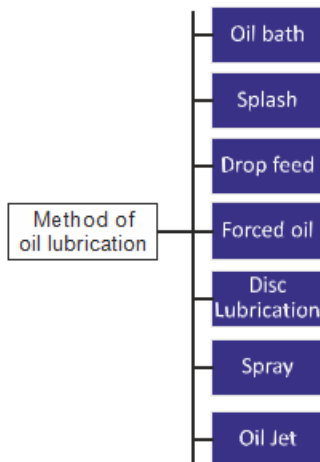 Oil bath
Splash
Drop feed
Method of
oil lubrication
Forced oil
Disc
Lubrication
Spray
Oil Jet